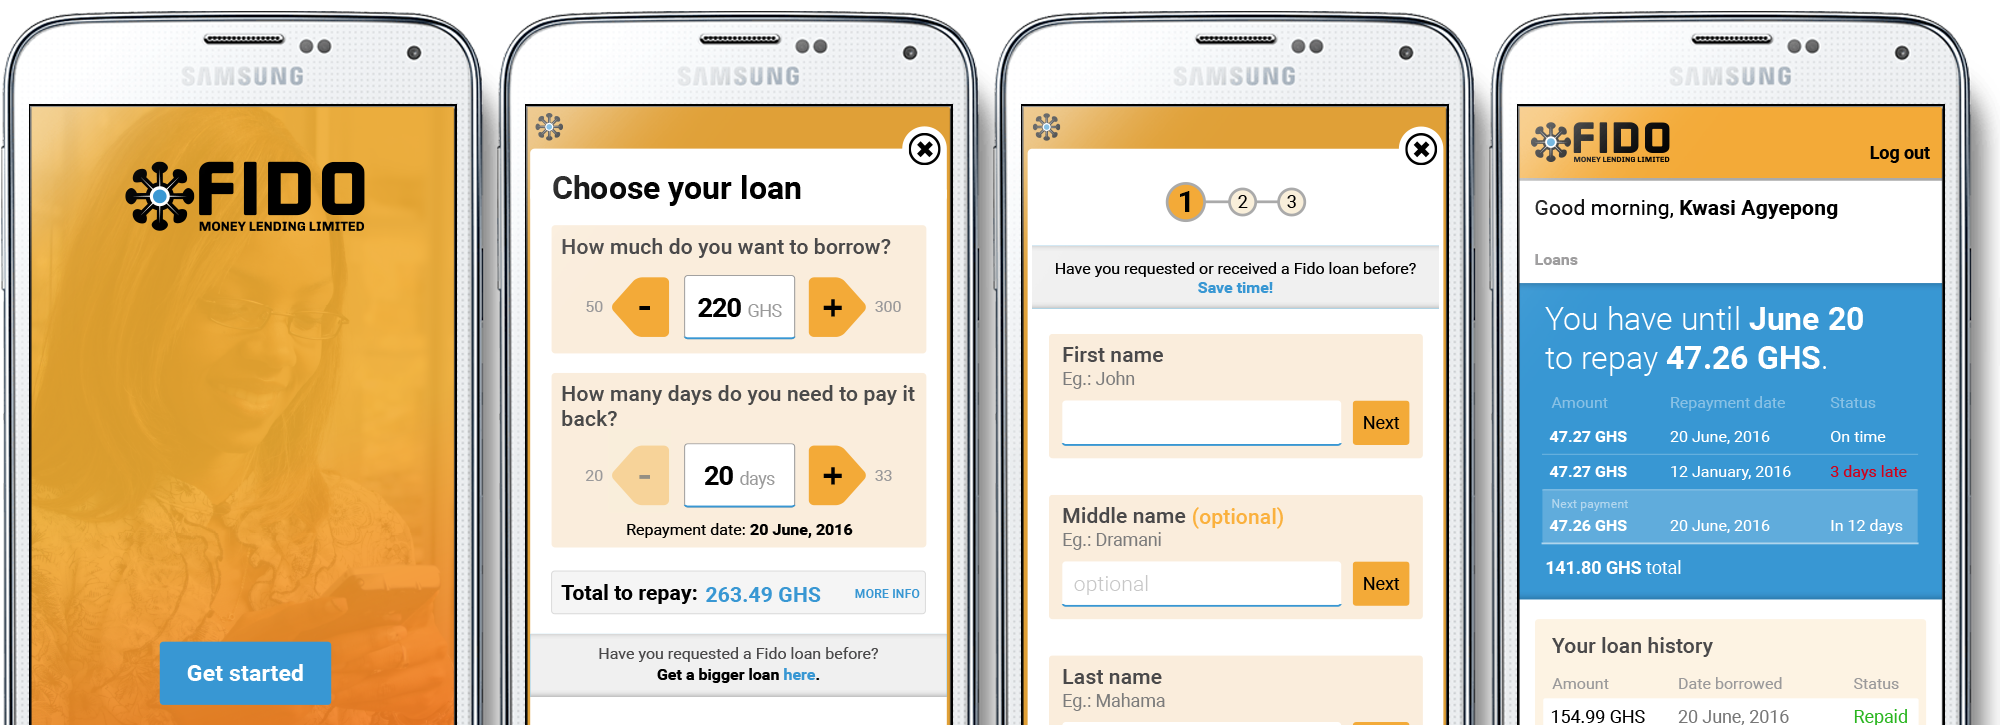 SAMSUNG
FIDO
MONEY LENDING LIMITED
Get started
SAMSUNG
Choose your loan
How much do you want to borrow?
50 - 220 GHS + 300
How many days do you need to pay it
back?
20 - 20 days + 33
Repayment date: 20 June, 2016
Total to repay: 263.49 GHS MORE INFO
Have you requested a Fido loan before?
Get a bigger loan here.
SAMSUNG
1 2 3
Have you requested or received a Fido loan before?
Save time!
First name
Eg.: John
Next
Middle name (optional)
Eg.: Dramani
optional Next
Last name
Eg.: Mahama
SAMSUNG
FIDO
MONEY LENDING LIMITED
Log out
Good morning, Kwasi Agyepong
Loans
You have until June 20
to repay 47.26 GHS.
Amount Repayment date Status
47.27 GHS 20 June, 2016 On time
47.27 GHS 12 January, 2016 3 days late
Next payment
47.26 GHS 20 June, 2016 In 12 days
141.80 GHS total
Your loan history
Amount Date borrowed Status
154.99 GHS 20 June, 2016 Repaid